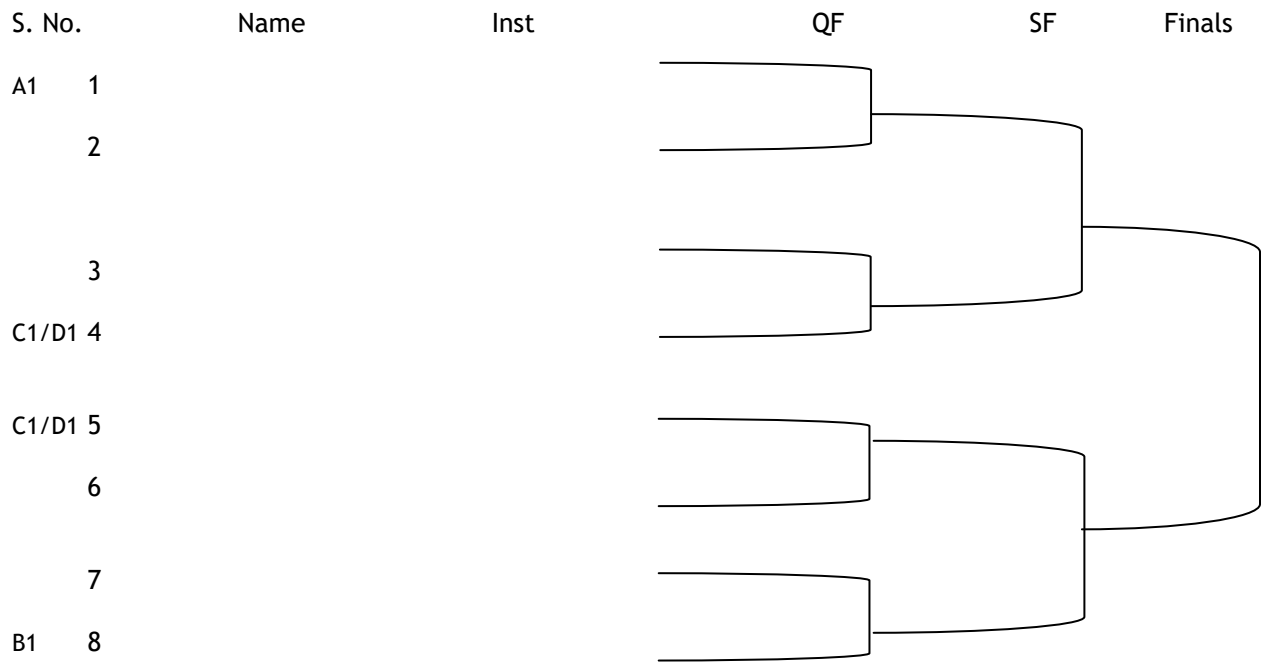 S. No. Name Inst QF SF Finals
A1 1
2
3
C1/D1 4
C1/D1 5
6
7
B1 8